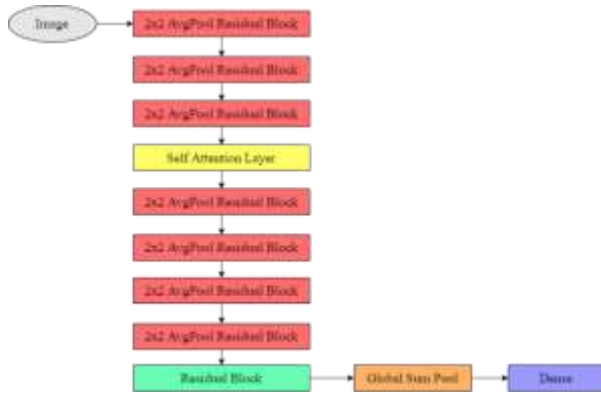 Image
2x2 AvgPool Residual Block
2x2 AvgPool Residual Block
2x2 AvgPool Residual Block
Self Attention Layer
2x2 AvgPool Residual Block
2x2 AvgPool Residual Block
2x2 AvgPool Residual Block
2x2 AvgPool Residual Block
Residual Block
Global Sum Pool
Dense